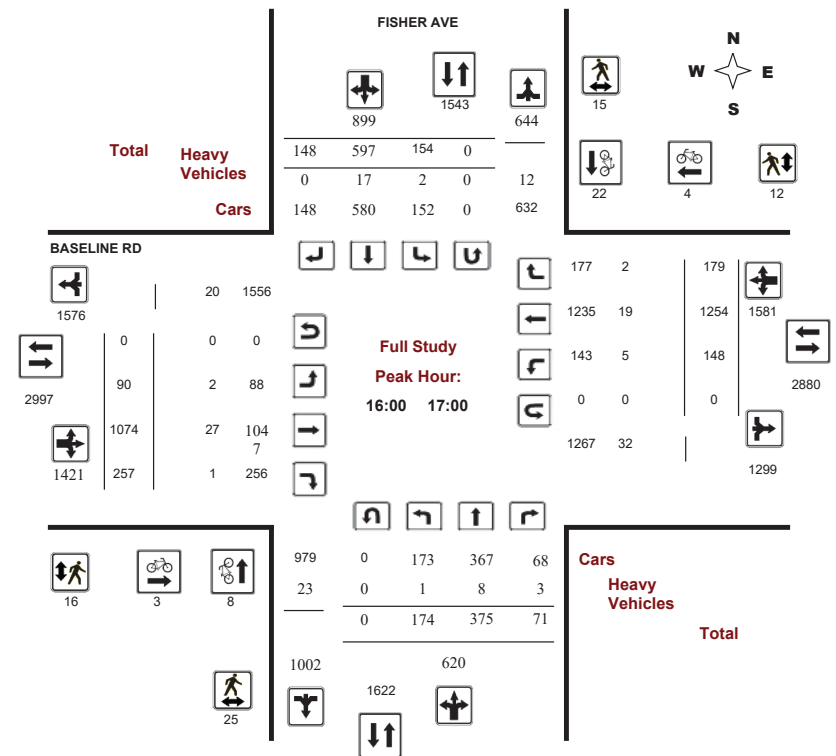 FISHER AVE
N
W E
S
1543
15
899 644
Total Heavy
Vehicles
148 597 154 0
0 17 2 0 12
22 4 12
Cars 148 580 152 0 632
BASELINE RD
177 2 179
20 1556
1576
1235 19 1254 1581
0 0 0
Full Study
143 5 148
Peak Hour:
90 2 88
2880
2997
16:00 17:00
0 0 0
1074 27 104
7
1267 32
1421 257 1 256
1299
979 0 173 367 68 Cars
23 0 1 8 3 Heavy
Vehicles
16 3 8
0 174 375 71
Total
1002 620
1622
25